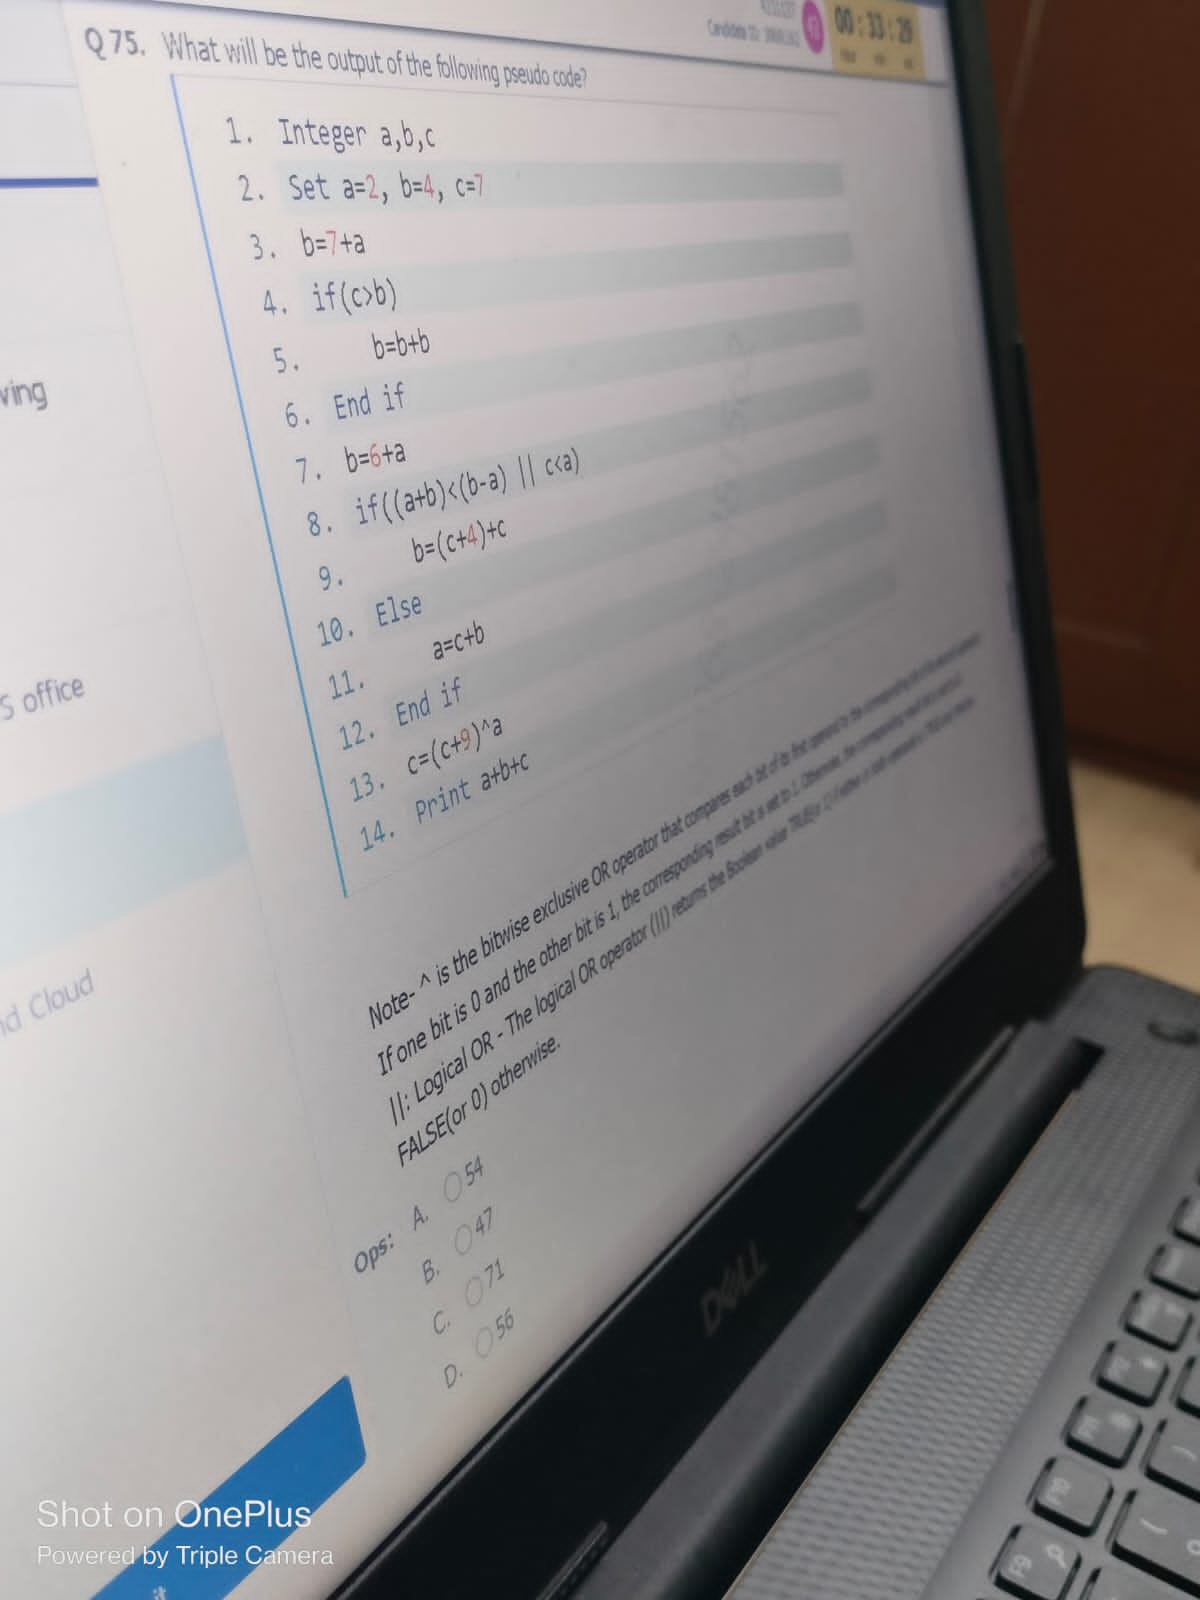 Candidate ID:
43
00:33:29
Q 75. What will be the output of the following pseudo code?
1. Integer a,b,c
2. Set a=2, b=4, c=7
3. b=7+a
4. if(c>b)
5. b=b+b
6. End if
7. b=6+a
8. if((a+b)<(b-a) || c<a)
9. b=(c+4)+c
10. Else
11. a=c+b
12. End if
13. c=(c+9)^a
14. Print a+b+c
Note- ^ is the bitwise exclusive OR operator that compares each bit of its first operand to the corresponding bit of its second operand.
If one bit is 0 and the other bit is 1, the corresponding result bit is set to 1. Otherwise, the corresponding result bit is set to 0.
||: Logical OR - The logical OR operator (||) returns the Boolean value TRUE(or 1) if either or both operands is TRUE and returns
FALSE(or 0) otherwise.
Ops: A. 54
B. 47
C. 71
D. 56
ving
S office
nd Cloud
it
DELL
F9
Shot on OnePlus
Powered by Triple Camera